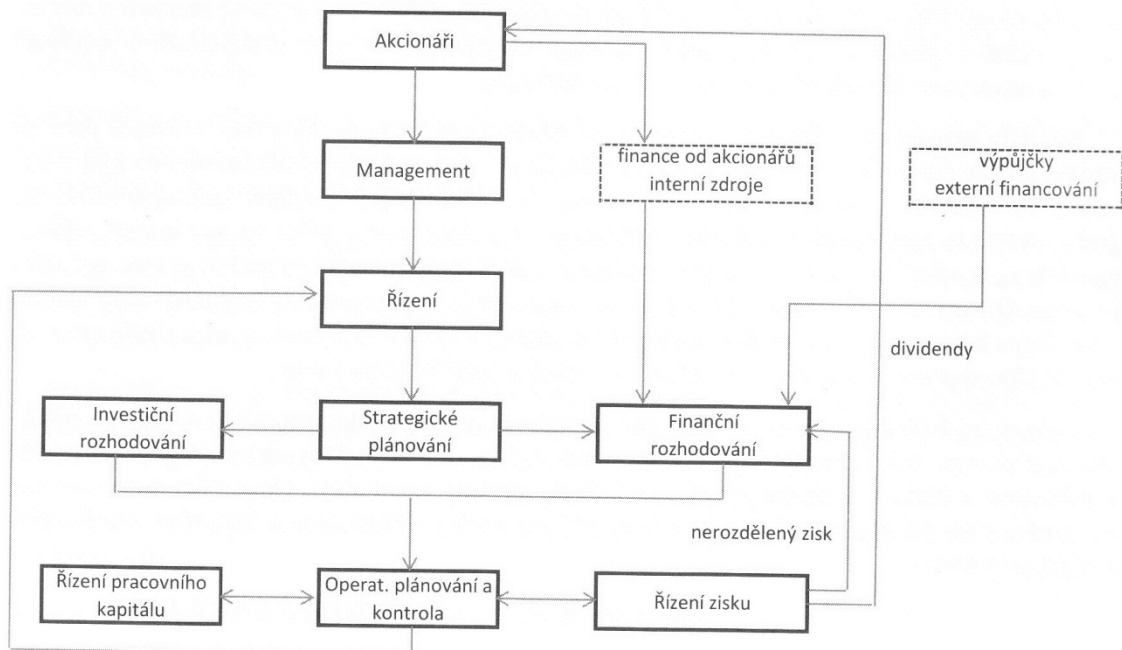 Akcionáři
Management
finance od akcionářů
interní zdroje
výpůjčky
externí financování
Řízení
dividendy
Investiční
rozhodování
Strategické
plánování
Finanční
rozhodování
nerozdělený zisk
Řízení pracovního
kapitálu
Operat. plánování a
kontrola
Řízení zisku